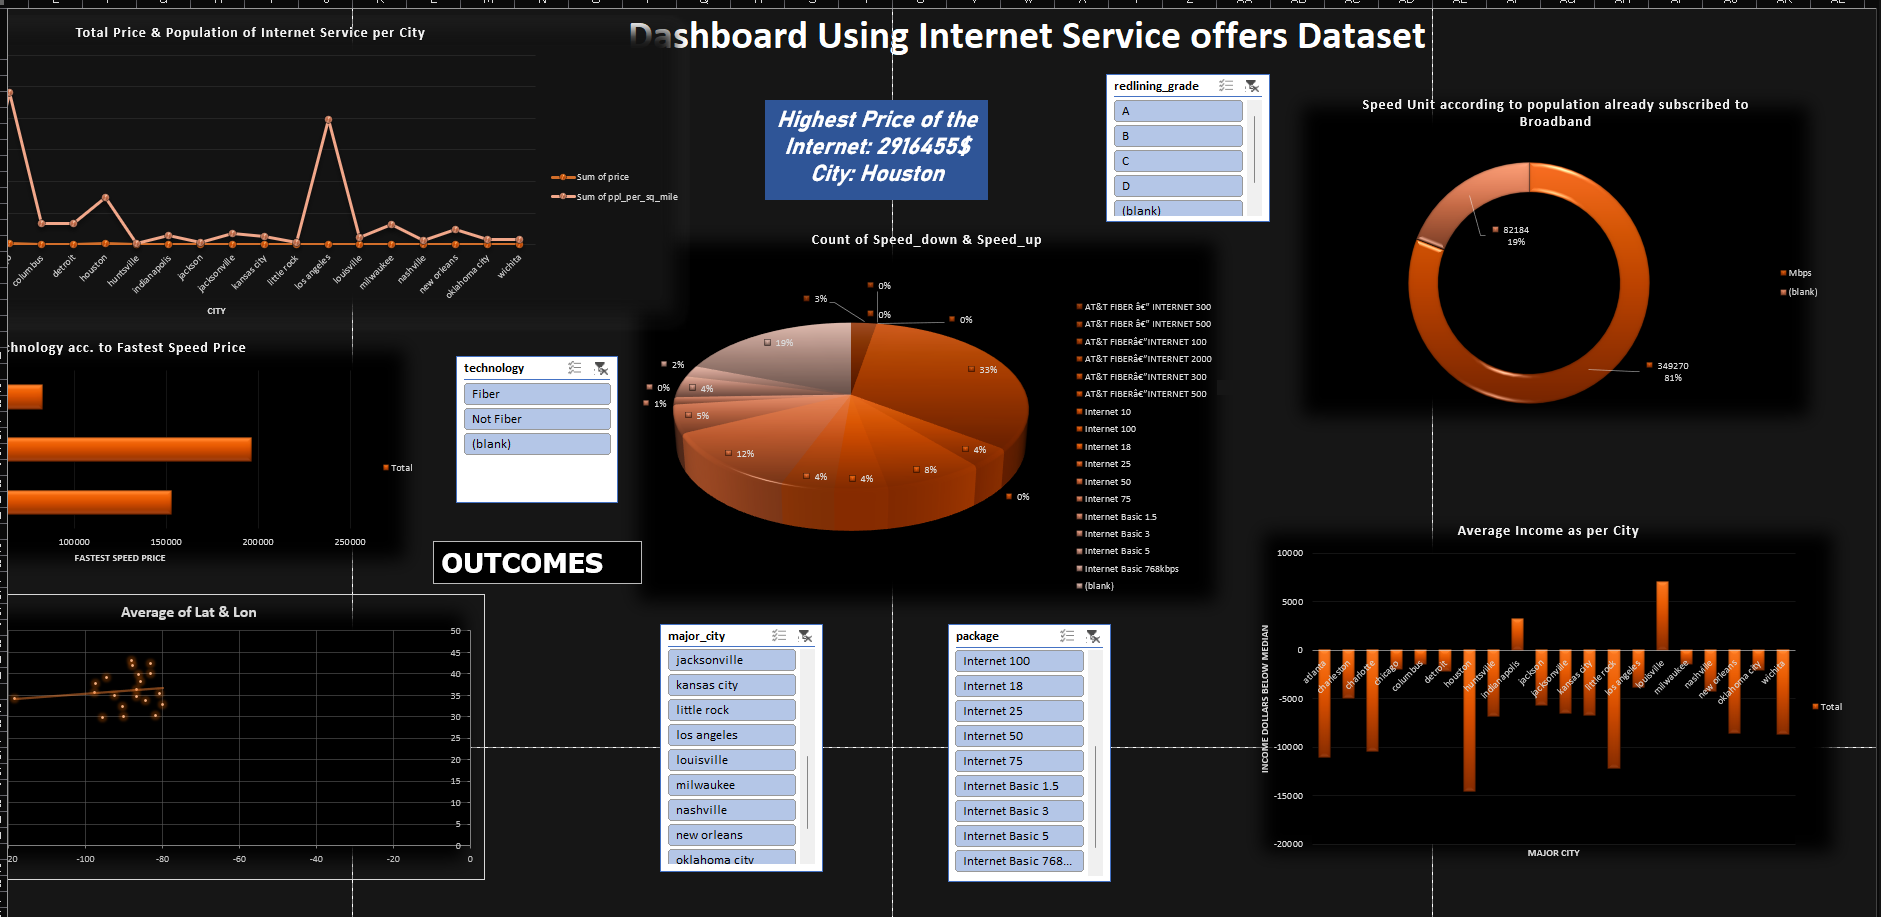 Dashboard Using Internet Service offers Dataset
Total Price & Population of Internet Service per City
Sum of price
Sum of ppl_per_sq_mile
columbus
detroit
houston
huntsville
indianapolis
jackson
jacksonville
kansas city
little rock
los angeles
louisville
milwaukee
nashville
new orleans
oklahoma city
wichita
CITY
Highest Price of the
Internet: 2916455$
City: Houston
redlining_grade
A
B
C
D
(blank)
Speed Unit according to population already subscribed to
Broadband
82184
19%
349270
81%
Mbps
(blank)
Count of Speed_down & Speed_up
0%
3%
0%
0%
19%
33%
2%
0%
4%
1%
5%
12%
4%
4%
8%
4%
0%
AT&T FIBER â€" INTERNET 300
AT&T FIBER â€" INTERNET 500
AT&T FIBERâ€"INTERNET 100
AT&T FIBERâ€"INTERNET 2000
AT&T FIBERâ€"INTERNET 300
AT&T FIBERâ€"INTERNET 500
Internet 10
Internet 100
Internet 18
Internet 25
Internet 50
Internet 75
Internet Basic 1.5
Internet Basic 3
Internet Basic 5
Internet Basic 768kbps
(blank)
hnology acc. to Fastest Speed Price
Total
100000 150000 200000 250000
FASTEST SPEED PRICE
technology
Fiber
Not Fiber
(blank)
OUTCOMES
Average of Lat & Lon
50
45
40
35
30
25
20
15
10
5
0
20 -100 -80 -60 -40 -20 0
major_city
jacksonville
kansas city
little rock
los angeles
louisville
milwaukee
nashville
new orleans
oklahoma city
package
Internet 100
Internet 18
Internet 25
Internet 50
Internet 75
Internet Basic 1.5
Internet Basic 3
Internet Basic 5
Internet Basic 768...
Average Income as per City
INCOME DOLLARS BELOW MEDIAN
10000
5000
0
-5000
-10000
-15000
-20000
atlanta
charleston
charlotte
chicago
columbus
detroit
houston
huntsville
indianapolis
jackson
jacksonville
kansas city
little rock
los angeles
louisville
milwaukee
nashville
new orleans
oklahoma city
wichita
Total
MAJOR CITY